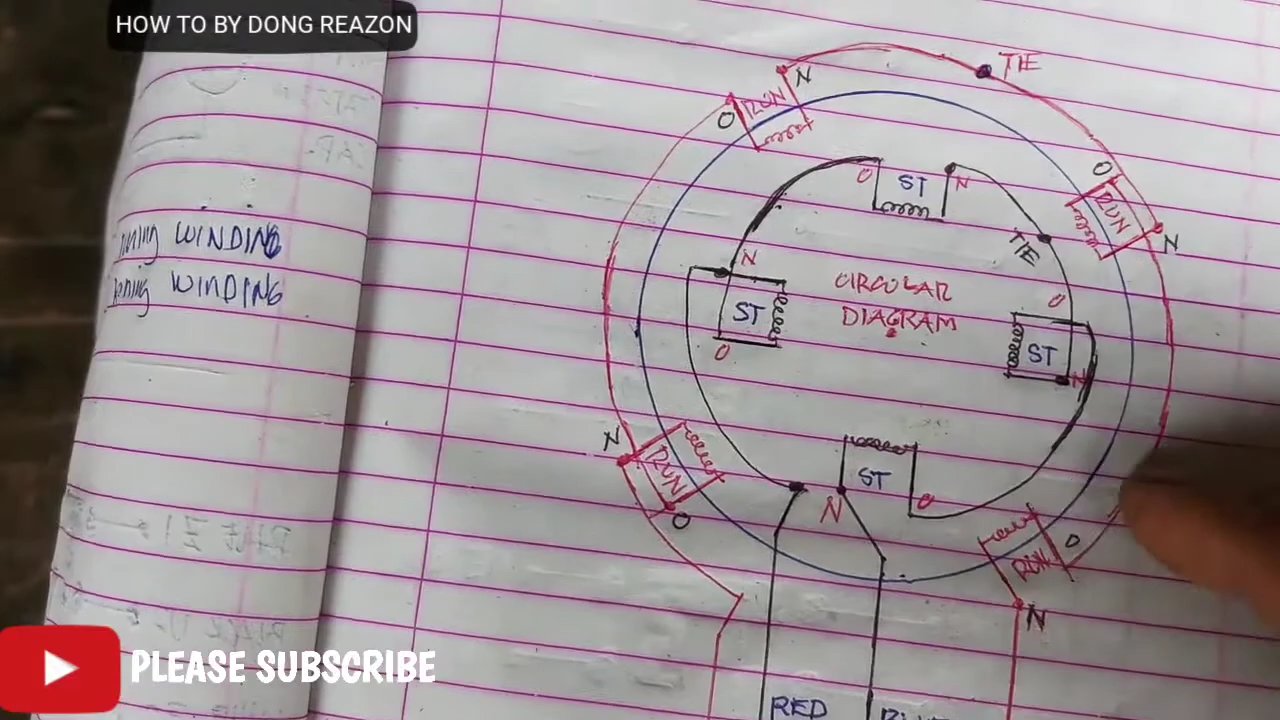 HOW TO BY DONG REAZON
N
TIE
RUN
O
O
RUN
N
O
ST
N
TIE
N
CIRCULAR
DIAGRAM
ST
O
O
ST
N
WINDING
WINDING
N
RUN
O
ST
N
O
O
RUN
N
RED
PLEASE SUBSCRIBE